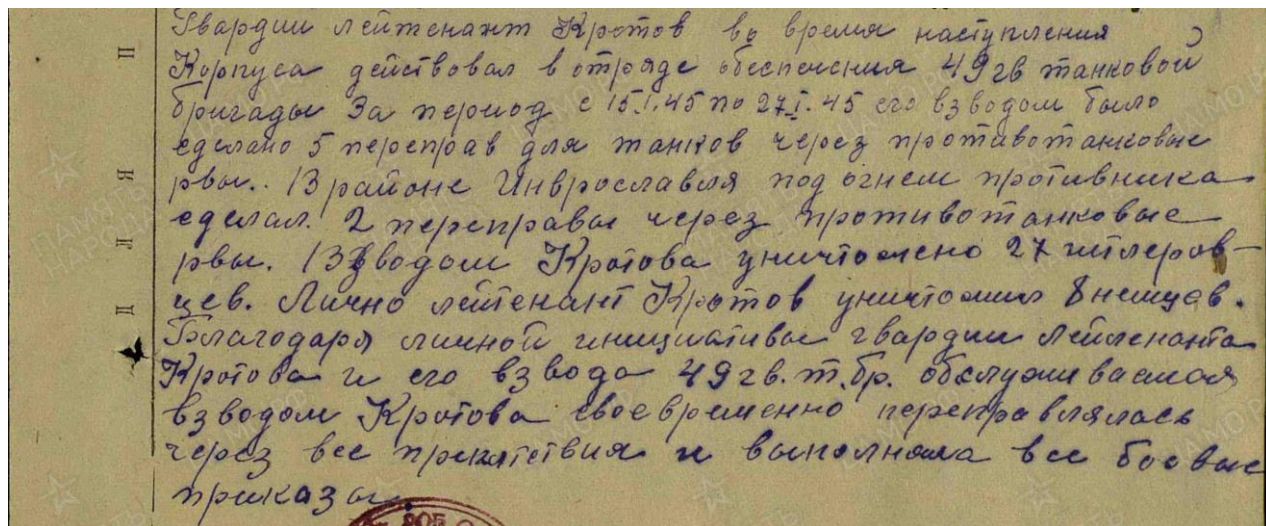 Гвардии лейтенант Кротов во время наступления
Корпуса действовал в отряде обеспечения 49 гв танковой
бригады За период с 15.I.45 по 27.I.45 его взводом было
сделано 5 переправ для танков через противотанковые
рвы. В районе Инврославля под огнем противника
сделал. 2 переправы через противотанковые
рвы. Взводом Кротова уничтожено 27 гитлеров-
цев. Лично лейтенант Кротов уничтожил 8 немцев.
Благодаря личной инициативы гвардии лейтенанта
Кротова и его взвода 49 гв. т. бр. обслуживаемая
взводом Кротова своевременно переправлялась
через все препятствия и выполняла все боевые
приказы.